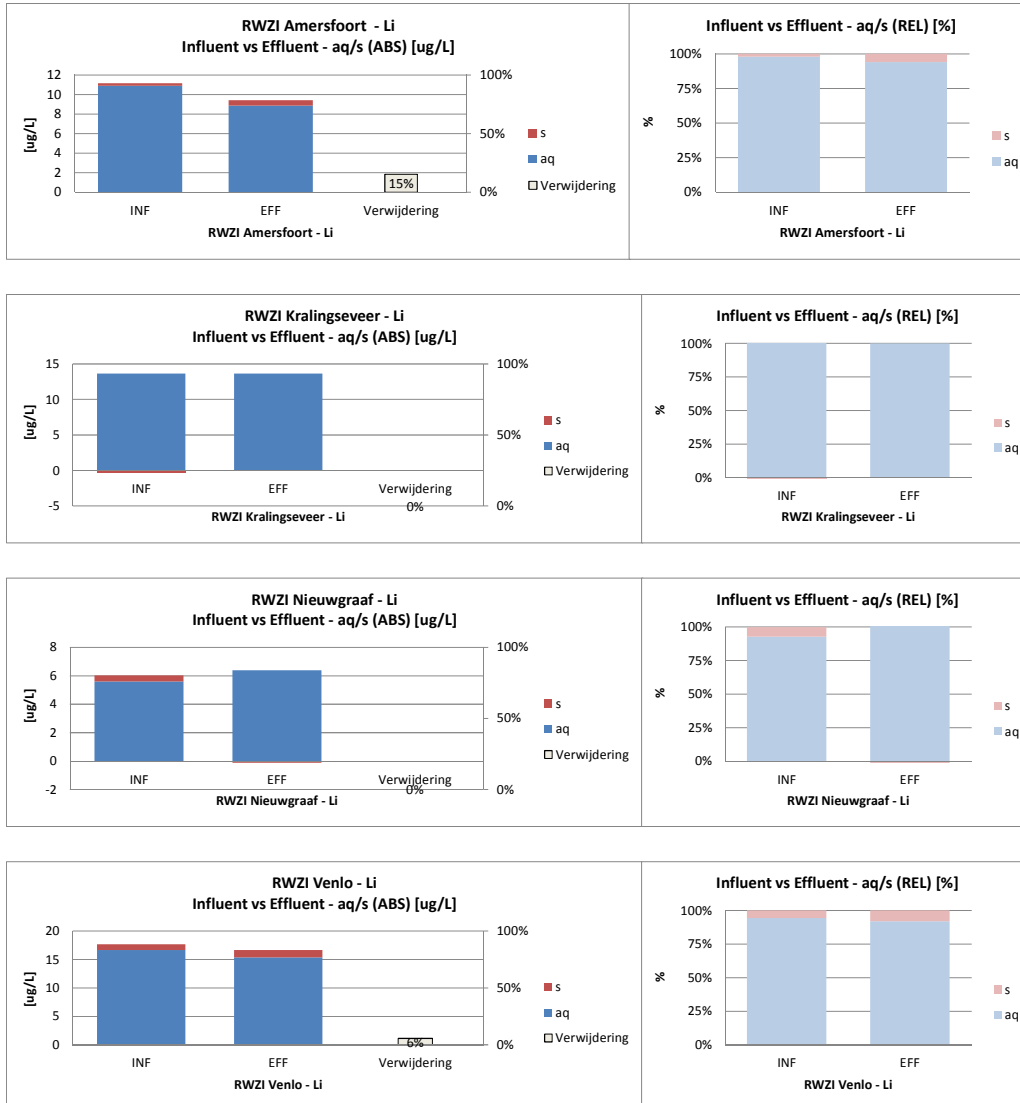 RWZI Amersfoort - Li
Influent vs Effluent - aq/s (ABS) [ug/L]
[ug/L]
12
10
8
6
4
2
0
100%
50%
0%
15%
INF
EFF
Verwijdering
RWZI Amersfoort - Li
s
aq
Verwijdering
Influent vs Effluent - aq/s (REL) [%]
%
100%
75%
50%
25%
0%
INF
EFF
RWZI Amersfoort - Li
s
aq
RWZI Kralingseveer - Li
Influent vs Effluent - aq/s (ABS) [ug/L]
[ug/L]
15
10
5
0
-5
100%
50%
0%
INF
EFF
Verwijdering
0%
RWZI Kralingseveer - Li
s
aq
Verwijdering
Influent vs Effluent - aq/s (REL) [%]
%
100%
75%
50%
25%
0%
INF
EFF
RWZI Kralingseveer - Li
s
aq
RWZI Nieuwgraaf - Li
Influent vs Effluent - aq/s (ABS) [ug/L]
[ug/L]
8
6
4
2
0
-2
100%
50%
0%
INF
EFF
Verwijdering
0%
RWZI Nieuwgraaf - Li
s
aq
Verwijdering
Influent vs Effluent - aq/s (REL) [%]
%
100%
75%
50%
25%
0%
INF
EFF
RWZI Nieuwgraaf - Li
s
aq
RWZI Venlo - Li
Influent vs Effluent - aq/s (ABS) [ug/L]
[ug/L]
20
15
10
5
0
100%
50%
0%
6%
INF
EFF
Verwijdering
RWZI Venlo - Li
s
aq
Verwijdering
Influent vs Effluent - aq/s (REL) [%]
%
100%
75%
50%
25%
0%
INF
EFF
RWZI Venlo - Li
s
aq